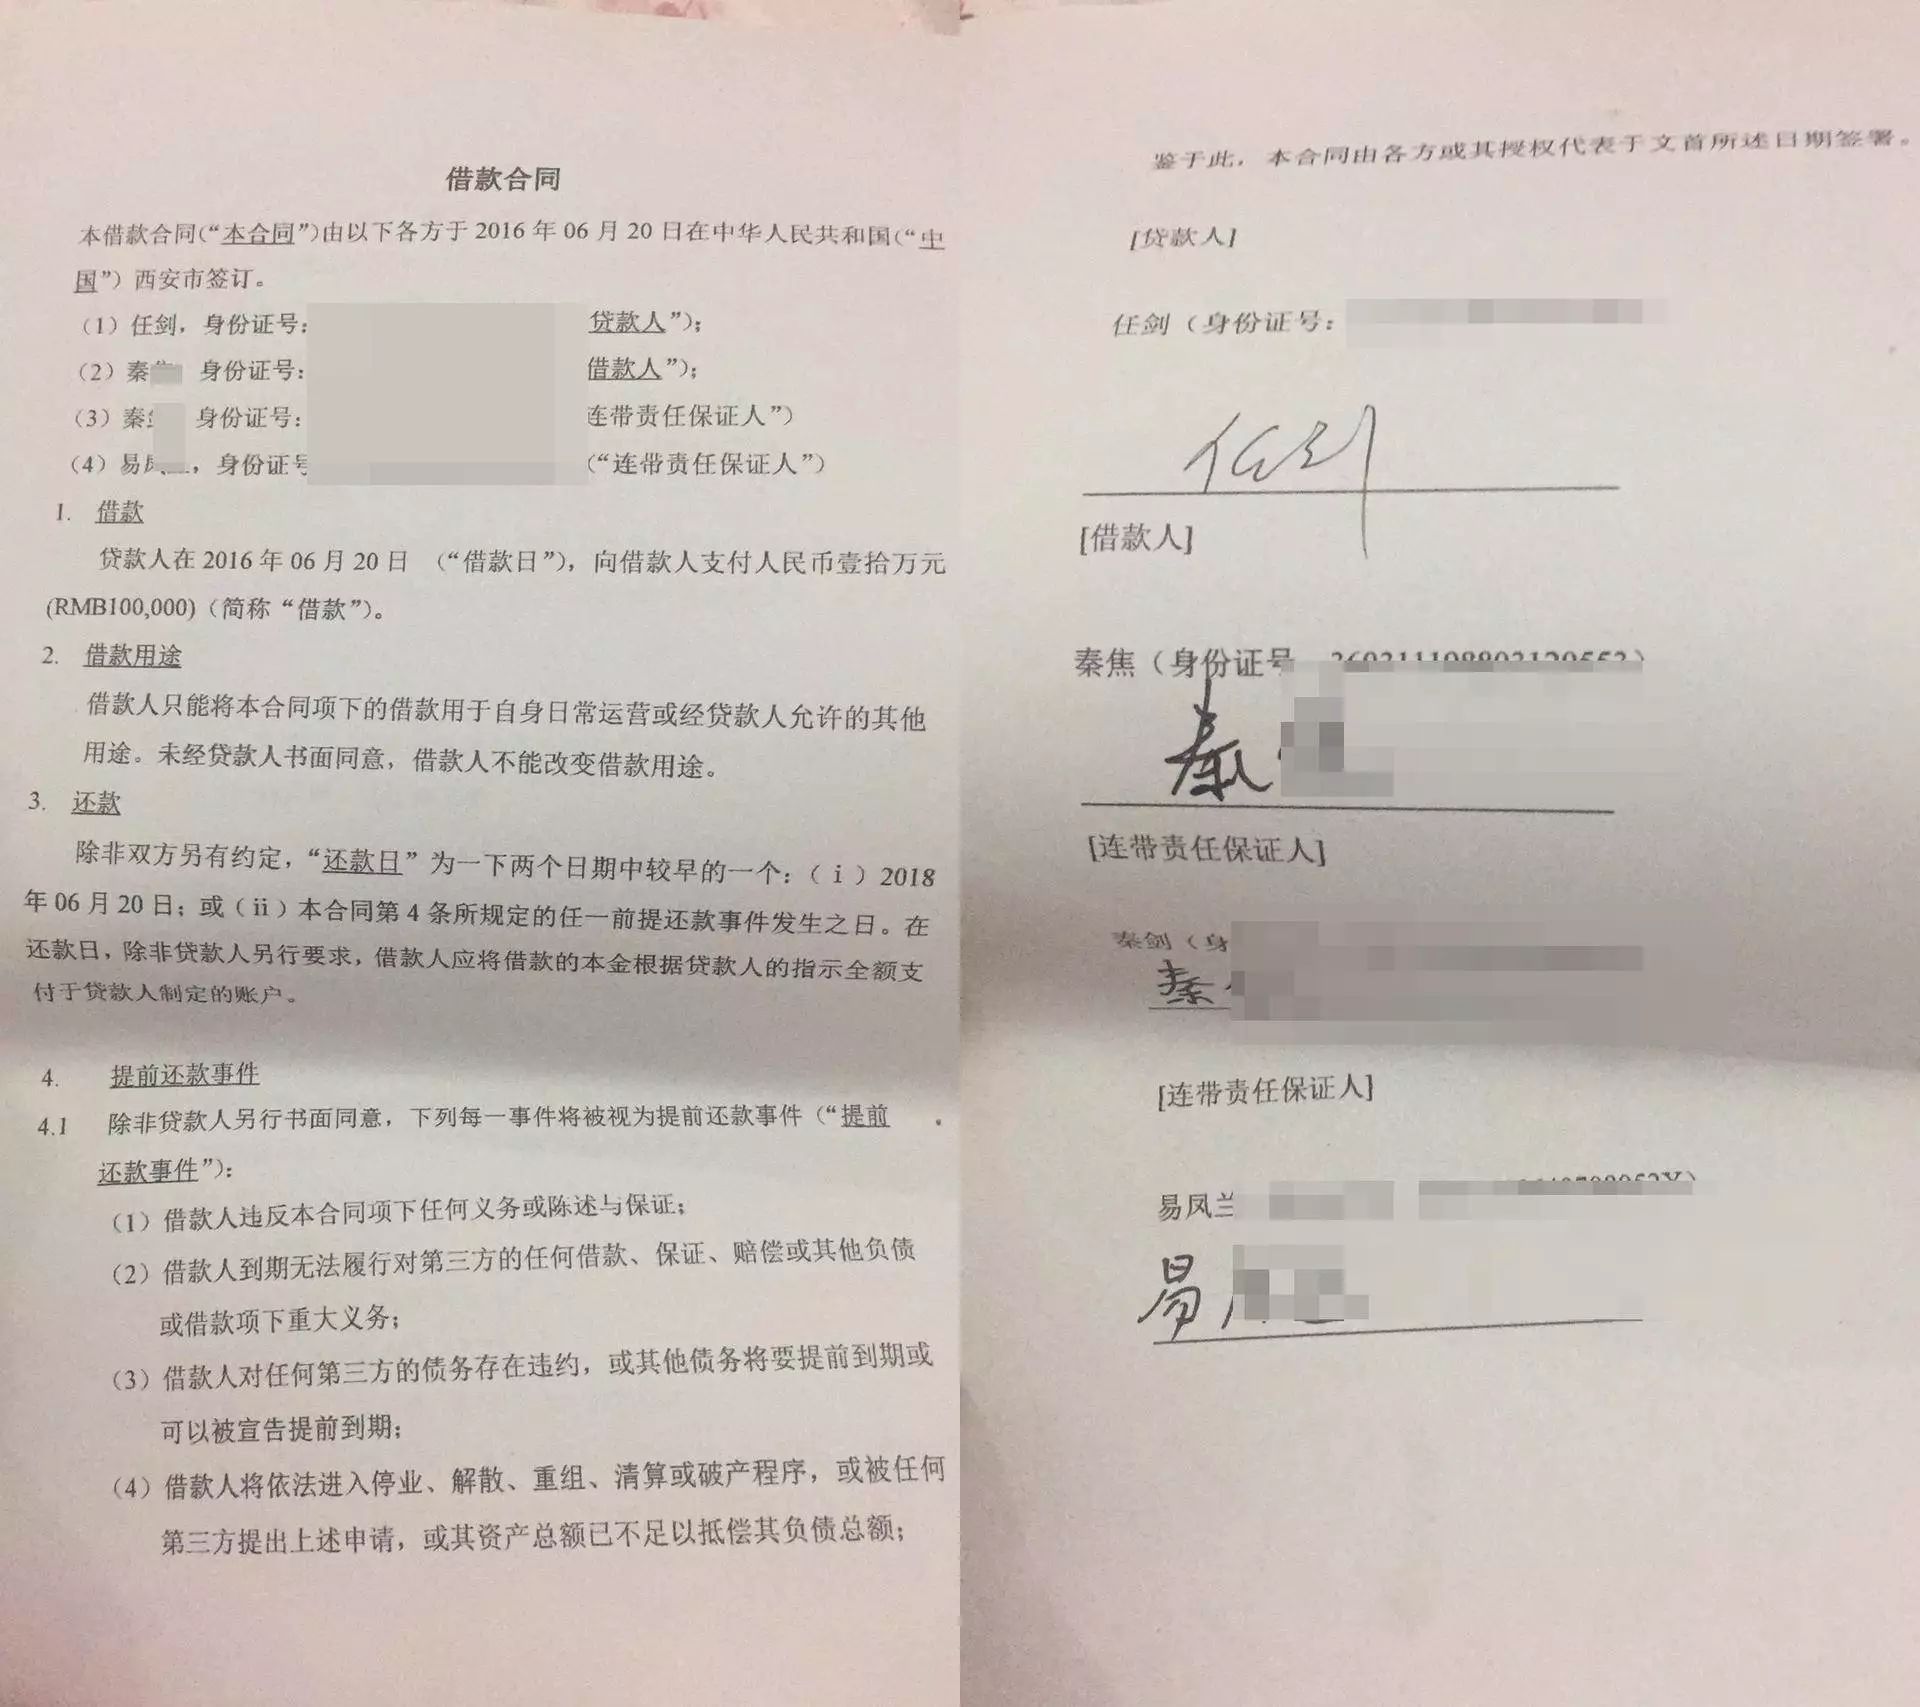 借款合同
本借款合同(“本合同”)由以下各方于 2016 年 06 月 20 日在中华人民共和国(“中
国”）西安市签订。
（1）任剑，身份证号: 贷款人”）;
（2）秦 身份证号: 借款人”）;
（3）秦 身份证号: 连带责任保证人”）
（4）易 ，身份证号 （“连带责任保证人”）
1. 借款
贷款人在 2016 年 06 月 20 日 （“借款日”），向借款人支付人民币壹拾万元
(RMB100,000)（简称“借款”）。
2. 借款用途
借款人只能将本合同项下的借款用于自身日常运营或经贷款人允许的其他
用途。未经贷款人书面同意，借款人不能改变借款用途。
3. 还款
除非双方另有约定，“还款日”为一下两个日期中较早的一个:（ⅰ）2018
年 06 月 20 日；或（ⅱ）本合同第 4 条所规定的任一前提还款事件发生之日。在
还款日，除非贷款人另行要求，借款人应将借款的本金根据贷款人的指示全额支
付于贷款人制定的账户。
4. 提前还款事件
4.1 除非贷款人另行书面同意，下列每一事件将被视为提前还款事件（“提前
还款事件”）:
（1）借款人违反本合同项下任何义务或陈述与保证;
（2）借款人到期无法履行对第三方的任何借款、保证、赔偿或其他负债
或借款项下重大义务;
（3）借款人对任何第三方的债务存在违约，或其他债务将要提前到期或
可以被宣告提前到期;
（4）借款人将依法进入停业、解散、重组、清算或破产程序，或被任何
第三方提出上述申请，或其资产总额已不足以抵偿其负债总额;
鉴于此，本合同由各方或其授权代表于文首所述日期签署。
[贷款人]
任剑（身份证号:
任剑
[借款人]
秦焦（身份证号
秦
[连带责任保证人]
秦剑（身
秦
[连带责任保证人]
易凤兰
易